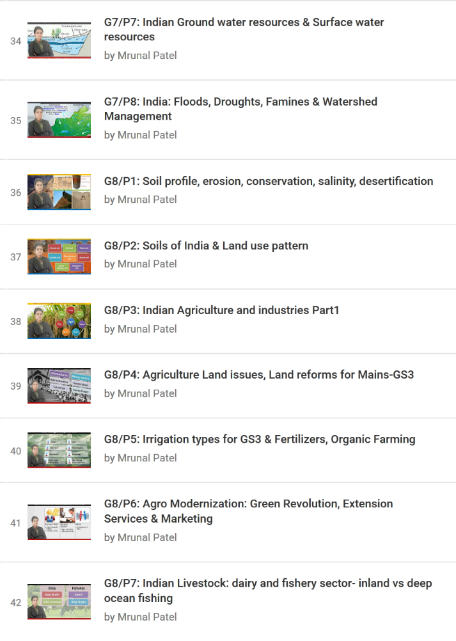 34
G7/P7: Indian Ground water resources & Surface water
resources
by Mrunal Patel
35
G7/P8: India: Floods, Droughts, Famines & Watershed
Management
by Mrunal Patel
36
G8/P1: Soil profile, erosion, conservation, salinity, desertification
by Mrunal Patel
37
G8/P2: Soils of India & Land use pattern
by Mrunal Patel
38
G8/P3: Indian Agriculture and industries Part1
by Mrunal Patel
39
G8/P4: Agriculture Land issues, Land reforms for Mains-GS3
by Mrunal Patel
40
G8/P5: Irrigation types for GS3 & Fertilizers, Organic Farming
by Mrunal Patel
41
G8/P6: Agro Modernization: Green Revolution, Extension
Services & Marketing
by Mrunal Patel
42
G8/P7: Indian Livestock: dairy and fishery sector- inland vs deep
ocean fishing
by Mrunal Patel